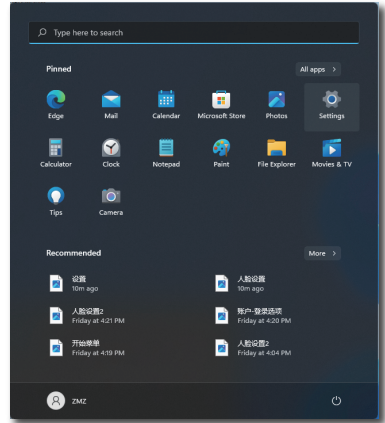 Type here to search
Pinned
All apps >
Edge
Mail
Calendar
Microsoft Store
Photos
Settings
Calculator
Clock
Notepad
Paint
File Explorer
Movies & TV
Tips
Camera
Recommended
More >
设置
10m ago
人脸设置
10m ago
人脸设置2
Friday at 4:21 PM
账户-登录选项
Friday at 4:20 PM
开始菜单
Friday at 4:19 PM
人脸设置2
Friday at 4:04 PM
ZMZ